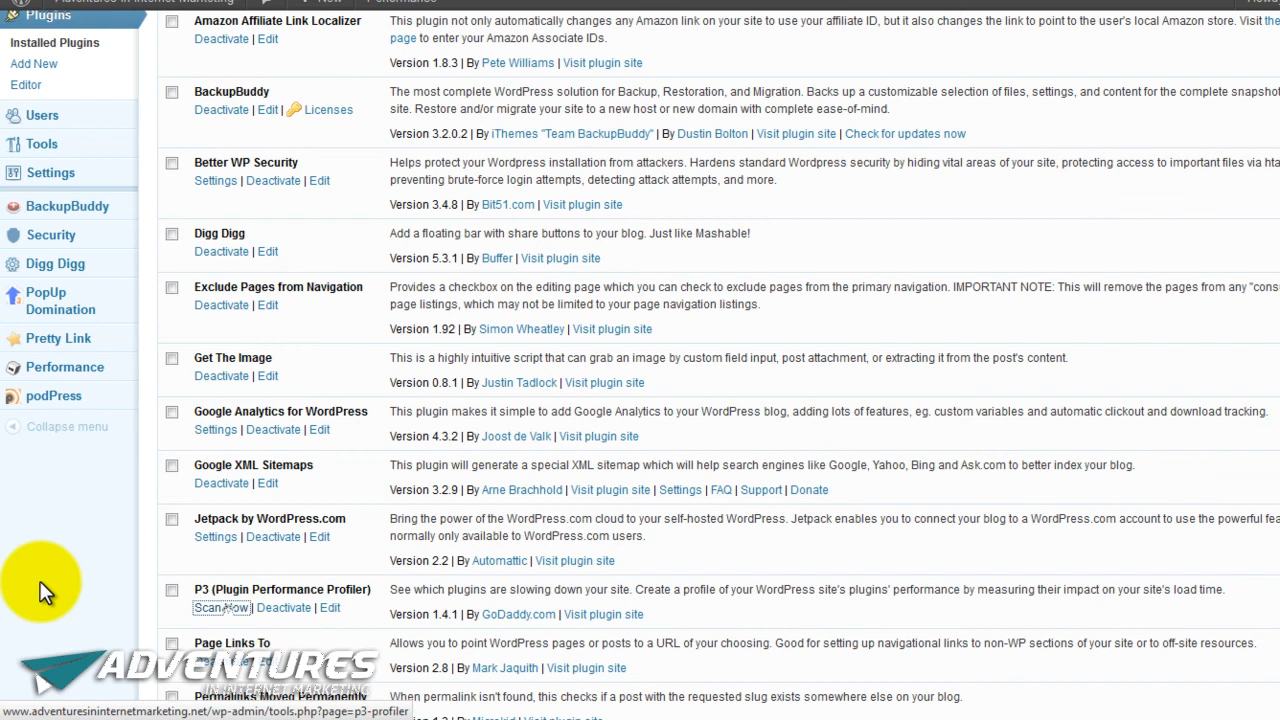 Plugins
Installed Plugins
Add New
Editor
Users
Tools
Settings
BackupBuddy
Security
Digg Digg
PopUp
Domination
Pretty Link
Performance
podPress
Collapse menu
Amazon Affiliate Link Localizer
Deactivate | Edit
This plugin not only automatically changes any Amazon link on your site to use your affiliate ID, but it also changes the link to point to the user's local Amazon store. Visit the
page to enter your Amazon Associate IDs.
Version 1.8.3 | By Pete Williams | Visit plugin site
BackupBuddy
Deactivate | Edit | Licenses
The most complete WordPress solution for Backup, Restoration, and Migration. Backs up a customizable selection of files, settings, and content for the complete snapshot
site. Restore and/or migrate your site to a new host or new domain with complete ease-of-mind.
Version 3.2.0.2 | By iThemes "Team BackupBuddy" | By Dustin Bolton | Visit plugin site | Check for updates now
Better WP Security
Settings | Deactivate | Edit
Helps protect your Wordpress installation from attackers. Hardens standard Wordpress security by hiding vital areas of your site, protecting access to important files via hta
preventing brute-force login attempts, detecting attack attempts, and more.
Version 3.4.8 | By Bit51.com | Visit plugin site
Digg Digg
Deactivate | Edit
Add a floating bar with share buttons to your blog. Just like Mashable!
Version 5.3.1 | By Buffer | Visit plugin site
Exclude Pages from Navigation
Deactivate | Edit
Provides a checkbox on the editing page which you can check to exclude pages from the primary navigation. IMPORTANT NOTE: This will remove the pages from any "cons
page listings, which may not be limited to your page navigation listings.
Version 1.92 | By Simon Wheatley | Visit plugin site
Get The Image
Deactivate | Edit
This is a highly intuitive script that can grab an image by custom field input, post attachment, or extracting it from the post's content.
Version 0.8.1 | By Justin Tadlock | Visit plugin site
Google Analytics for WordPress
Settings | Deactivate | Edit
This plugin makes it simple to add Google Analytics to your WordPress blog, adding lots of features, eg. custom variables and automatic clickout and download tracking.
Version 4.3.2 | By Joost de Valk | Visit plugin site
Google XML Sitemaps
Deactivate | Edit
This plugin will generate a special XML sitemap which will help search engines like Google, Yahoo, Bing and Ask.com to better index your blog.
Version 3.2.9 | By Arne Brachhold | Visit plugin site | Settings | FAQ | Support | Donate
Jetpack by WordPress.com
Settings | Deactivate | Edit
Bring the power of the WordPress.com cloud to your self-hosted WordPress. Jetpack enables you to connect your blog to a WordPress.com account to use the powerful fea
normally only available to WordPress.com users.
Version 2.2 | By Automattic | Visit plugin site
P3 (Plugin Performance Profiler)
Scan Now | Deactivate | Edit
See which plugins are slowing down your site. Create a profile of your WordPress site's plugins' performance by measuring their impact on your site's load time.
Version 1.4.1 | By GoDaddy.com | Visit plugin site
Page Links To
Allows you to point WordPress pages or posts to a URL of your choosing. Good for setting up navigational links to non-WP sections of your site or to off-site resources.
Version 2.8 | By Mark Jaquith | Visit plugin site
Permalinks Moved Permanently
When permalink isn't found, this checks if a post with the requested slug exists somewhere else on your blog.
ADVENTURES
IN INTERNET MARKETING
www.adventuresininternetmarketing.net/wp-admin/tools.php?page=p3-profiler